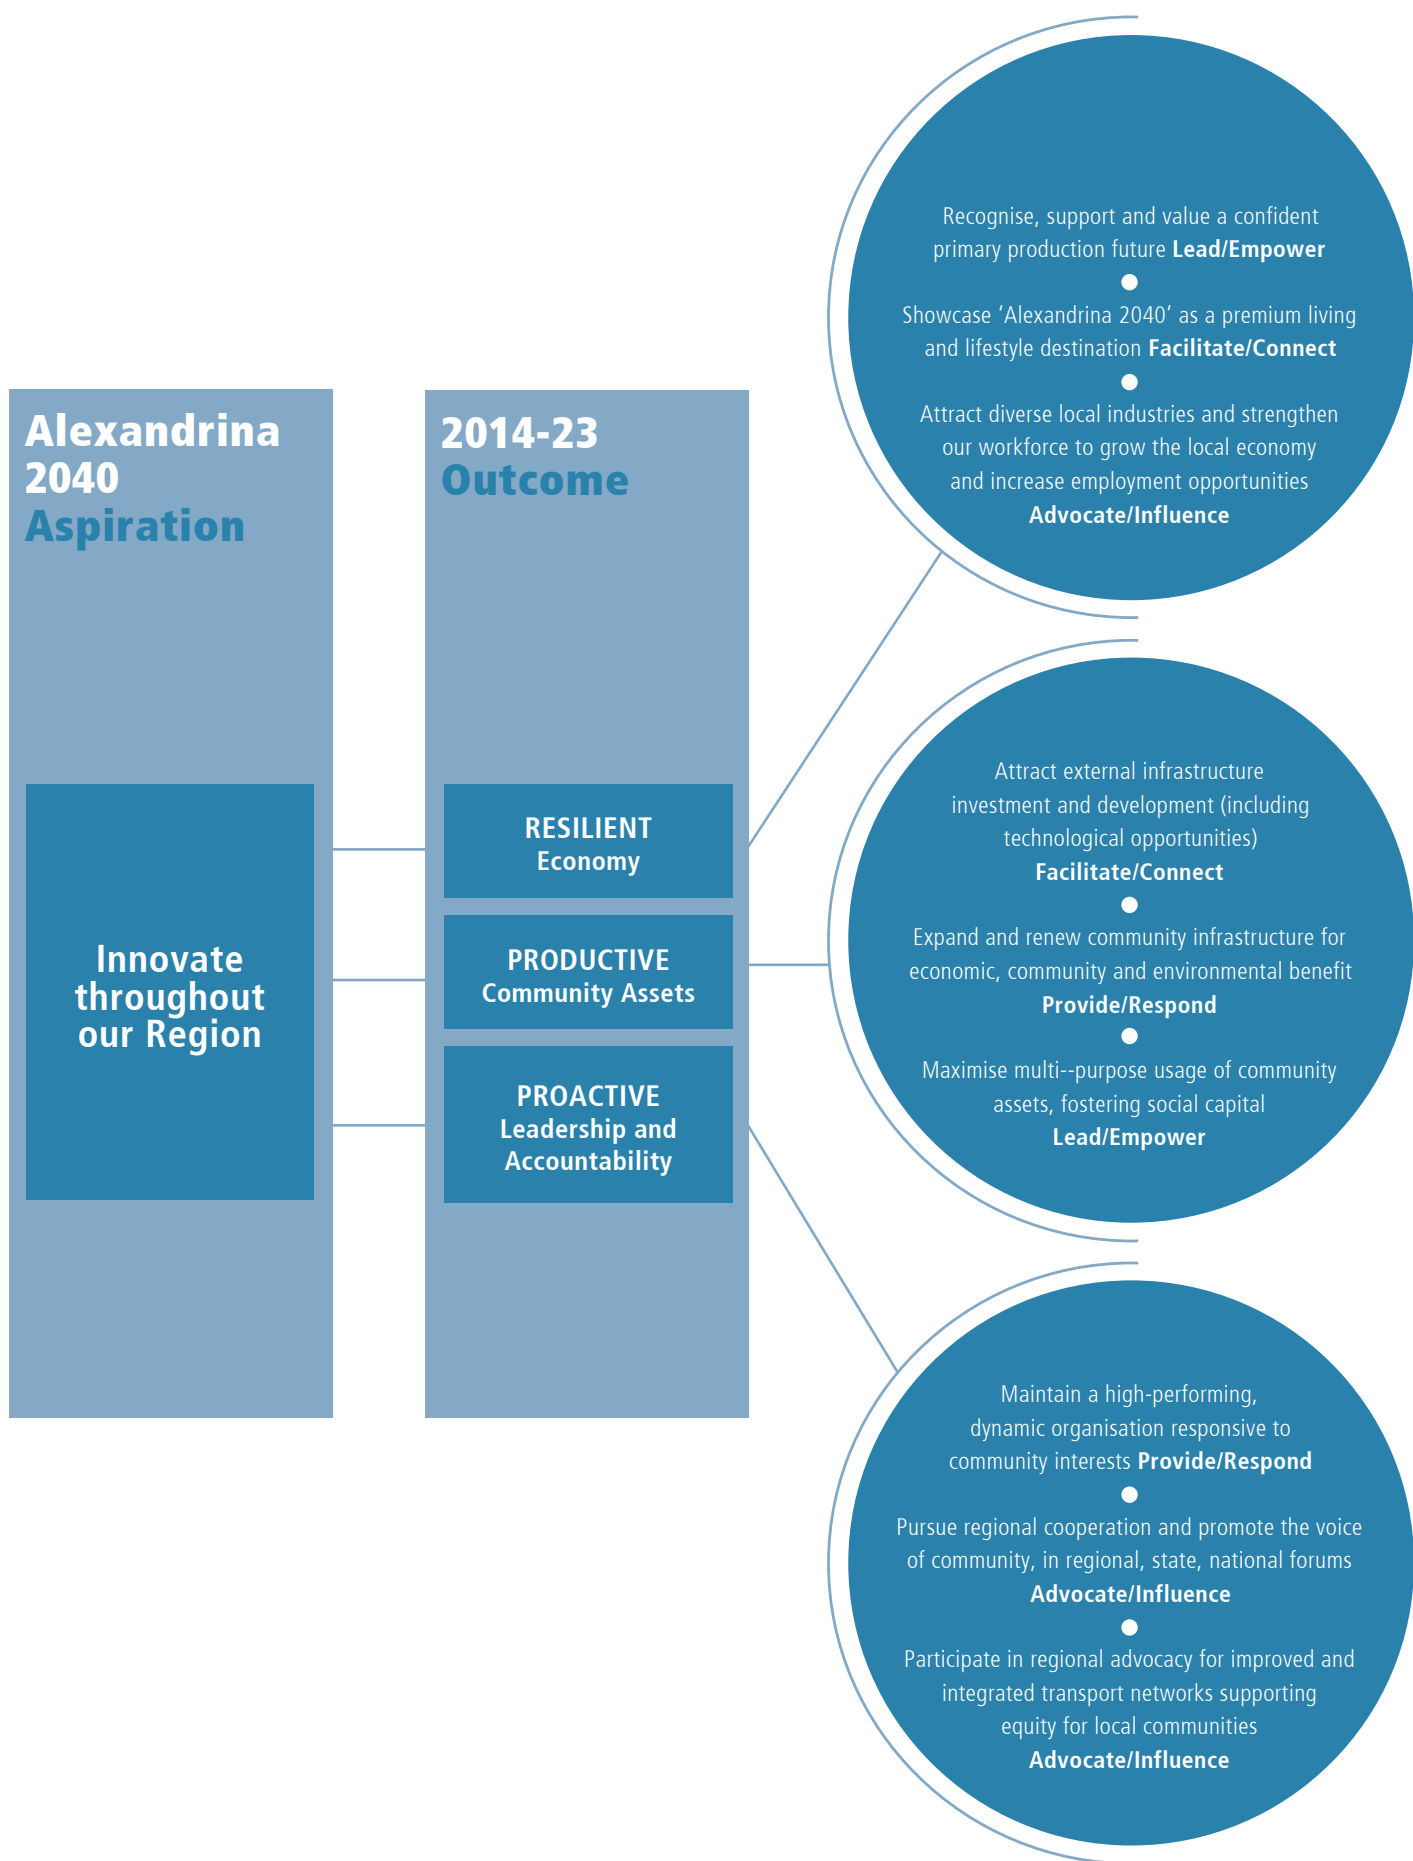 Alexandrina
2040
Aspiration
Innovate
throughout
our Region
2014-23
Outcome
RESILIENT
Economy
PRODUCTIVE
Community Assets
PROACTIVE
Leadership and
Accountability
Recognise, support and value a confident
primary production future Lead/Empower
Showcase ‘Alexandrina 2040’ as a premium living
and lifestyle destination Facilitate/Connect
Attract diverse local industries and strengthen
our workforce to grow the local economy
and increase employment opportunities
Advocate/Influence
Attract external infrastructure
investment and development (including
technological opportunities)
Facilitate/Connect
Expand and renew community infrastructure for
economic, community and environmental benefit
Provide/Respond
Maximise multi--purpose usage of community
assets, fostering social capital
Lead/Empower
Maintain a high-performing,
dynamic organisation responsive to
community interests Provide/Respond
Pursue regional cooperation and promote the voice
of community, in regional, state, national forums
Advocate/Influence
Participate in regional advocacy for improved and
integrated transport networks supporting
equity for local communities
Advocate/Influence